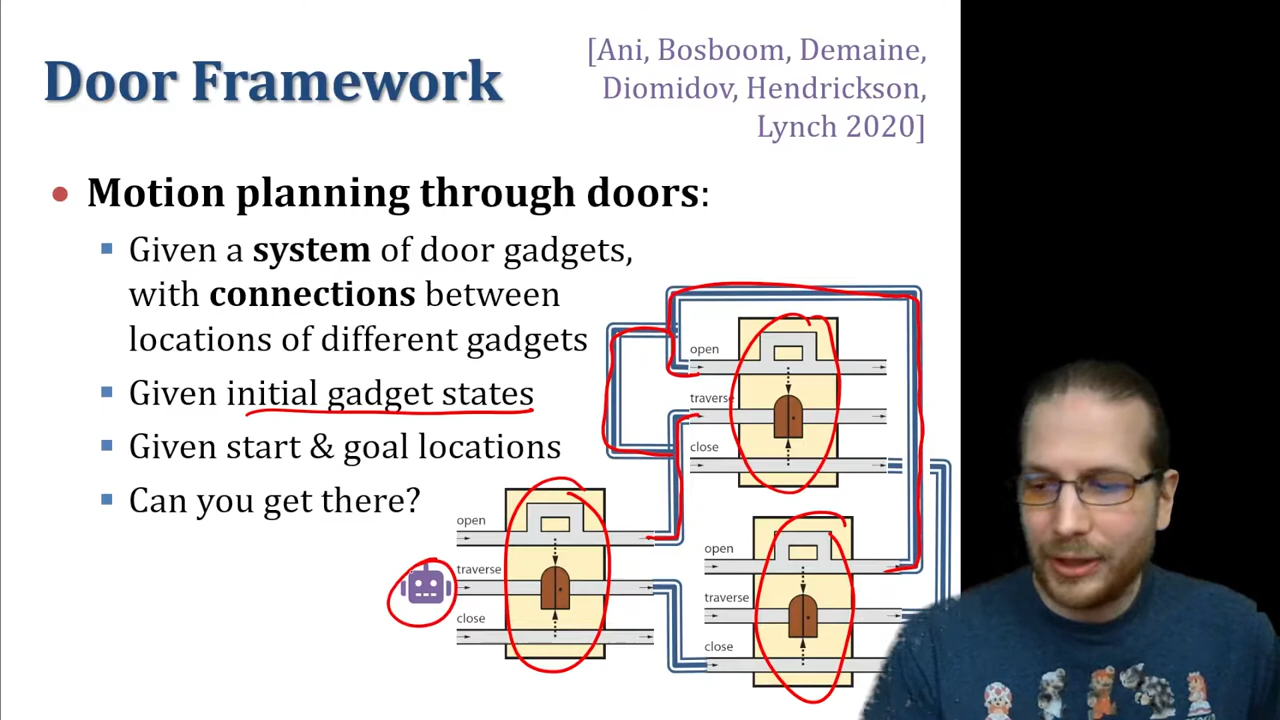 Door Framework
[Ani, Bosboom, Demaine,
Diomidov, Hendrickson,
Lynch 2020]
• Motion planning through doors:
▪ Given a system of door gadgets,
with connections between
locations of different gadgets
▪ Given initial gadget states
▪ Given start & goal locations
▪ Can you get there?
open
traverse
close
open
traverse
close
open
traverse
close